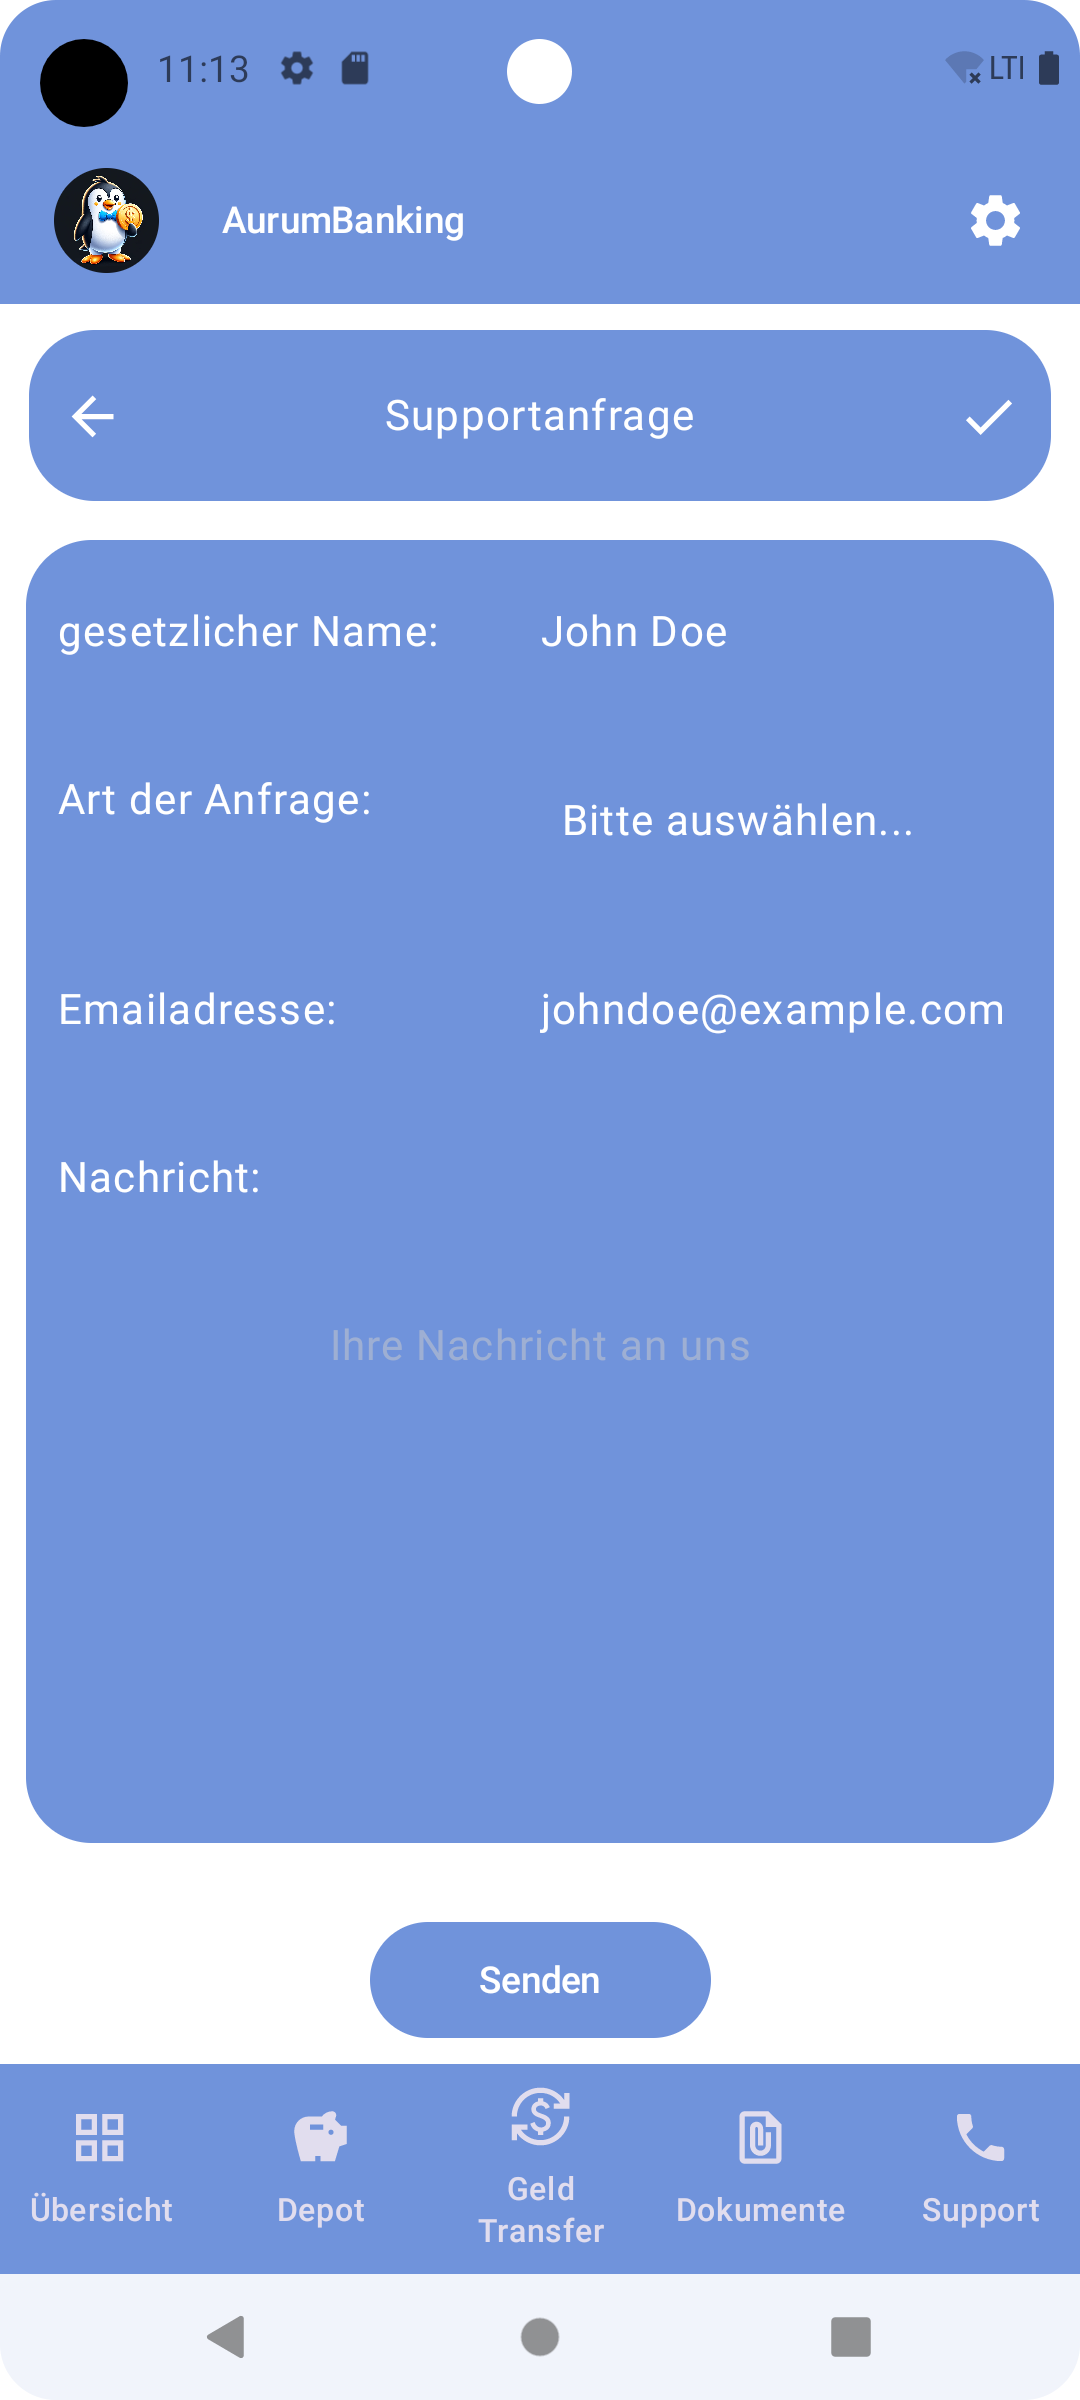 11:13
LTI
AurumBanking
Supportanfrage
gesetzlicher Name: John Doe
Art der Anfrage: Bitte auswählen...
Emailadresse: johndoe@example.com
Nachricht:
Ihre Nachricht an uns
Senden
Übersicht
Depot
Geld
Transfer
Dokumente
Support